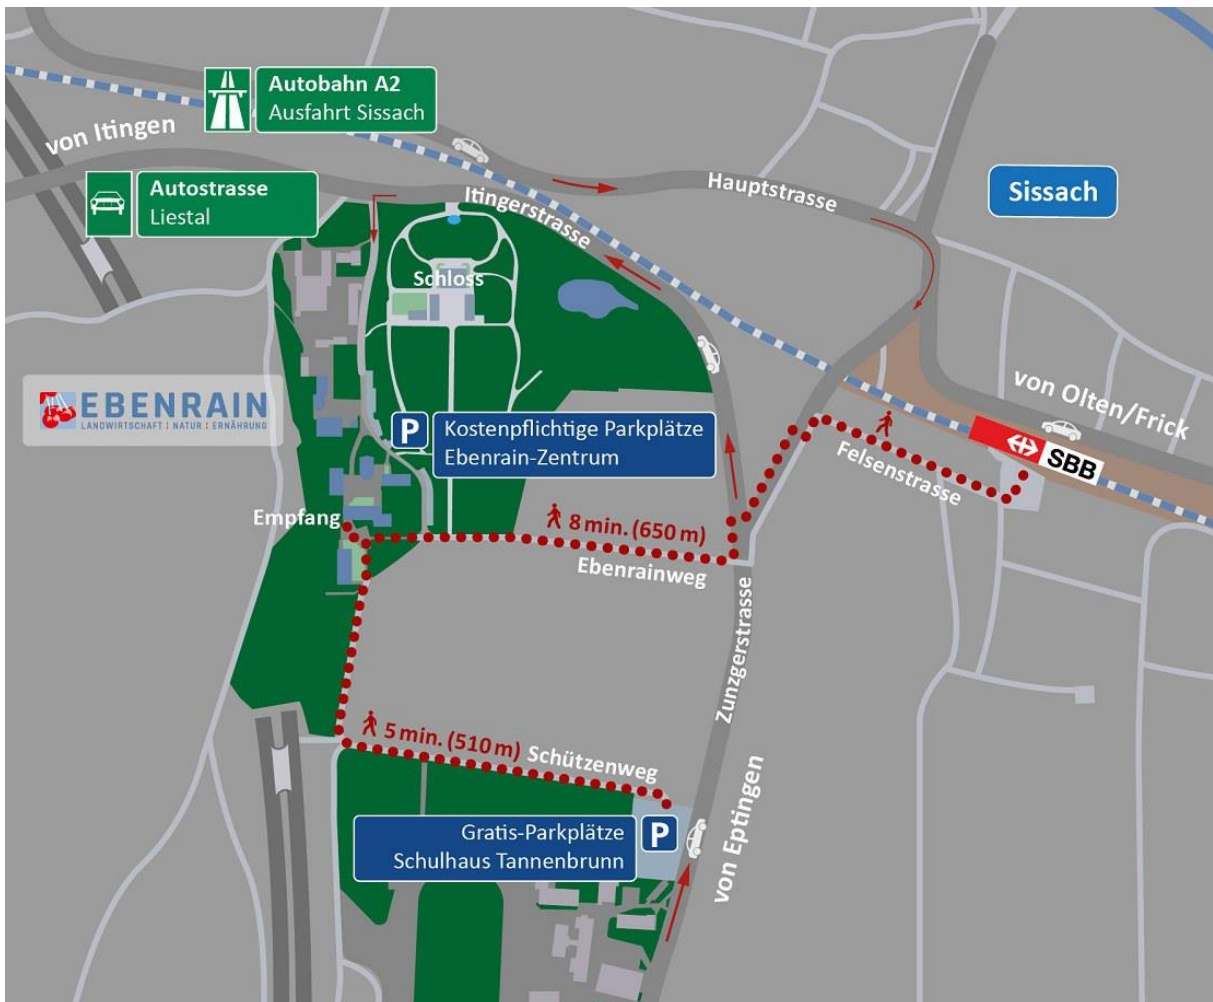 Autobahn A2
Ausfahrt Sissach
von Itingen
Autostrasse
Liestal
Itingerstrasse
Hauptstrasse
Sissach
Schloss
EBENRAIN
LANDWIRTSCHAFT | NATUR | ERNÄHRUNG
von Olten/Frick
P
Kostenpflichtige Parkplätze
Ebenrain-Zentrum
Felsenstrasse
SBB
Empfang
8 min. (650 m)
Ebenrainweg
Zunzgerstrasse
5 min. (510 m)
Schützenweg
von Eptingen
Gratis-Parkplätze
Schulhaus Tannenbrunn
P